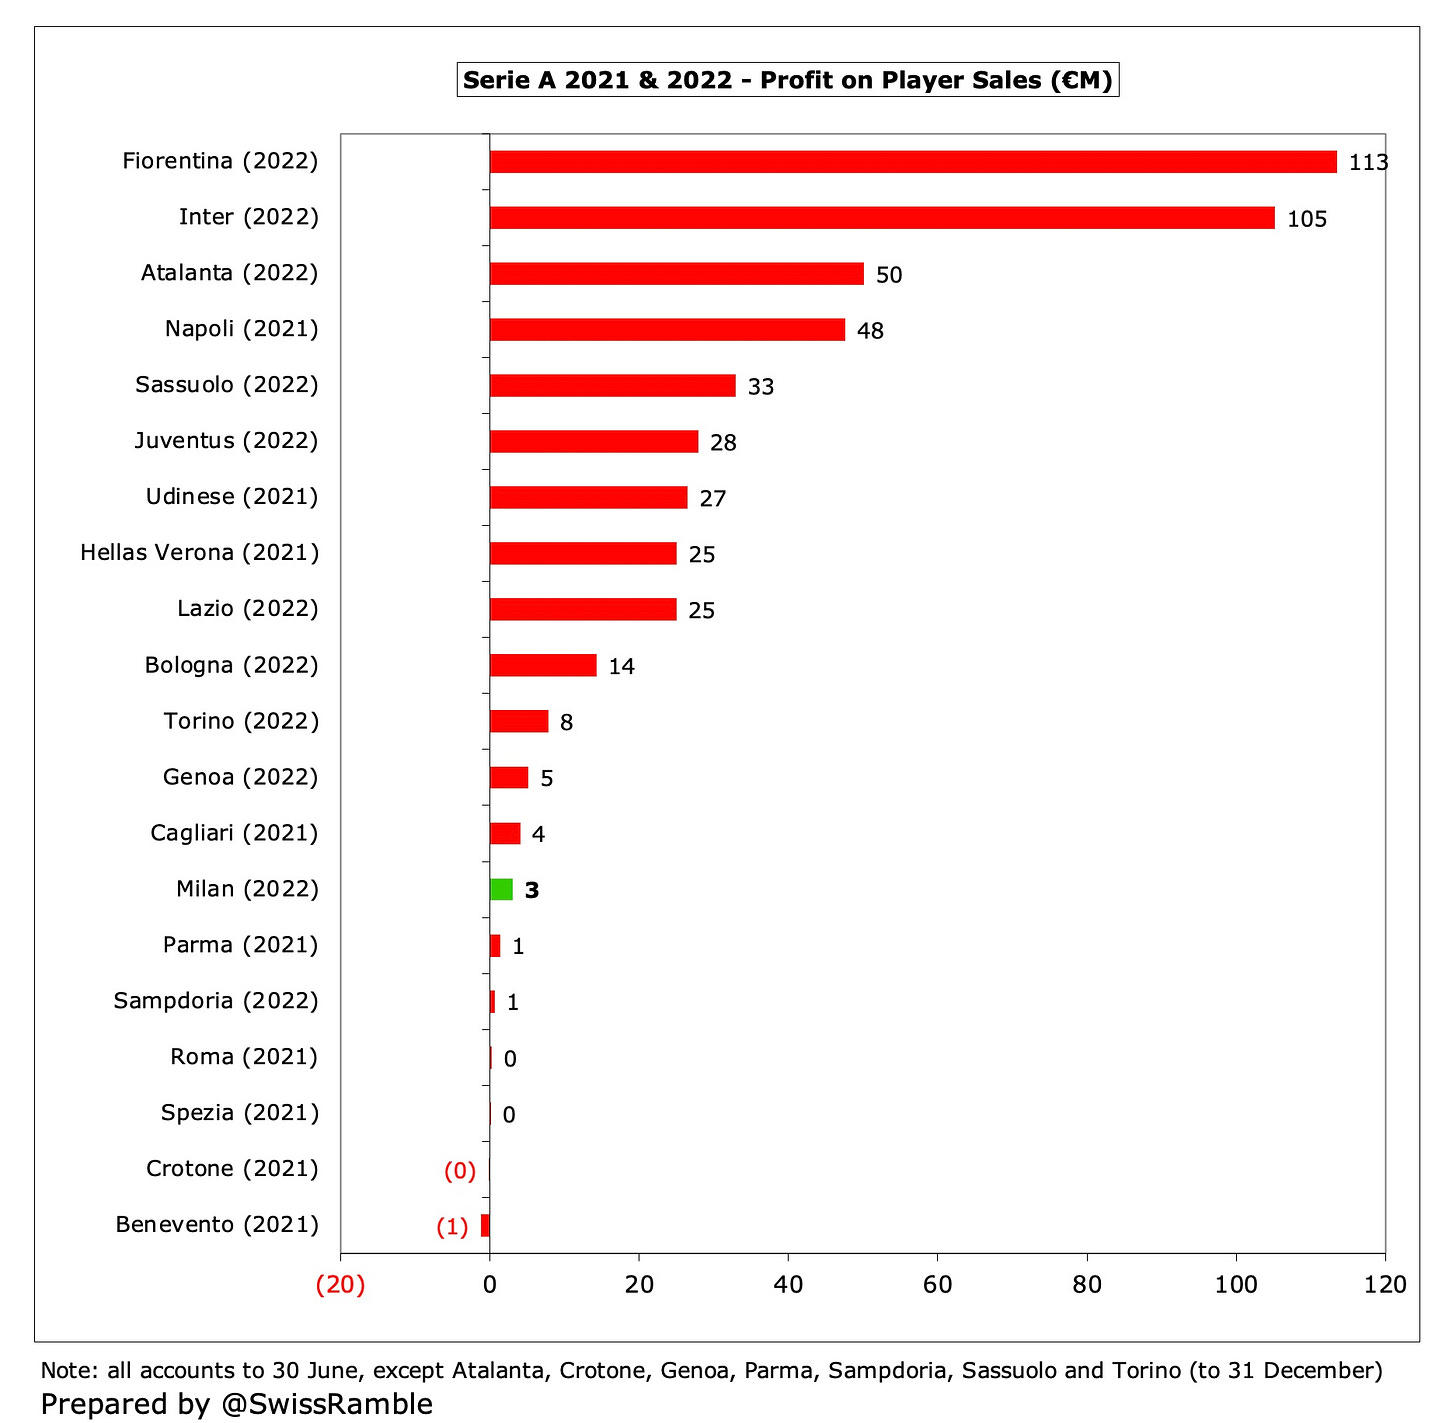 Serie A 2021 & 2022 - Profit on Player Sales (€M)
Fiorentina (2022) 113
Inter (2022) 105
Atalanta (2022) 50
Napoli (2021) 48
Sassuolo (2022) 33
Juventus (2022) 28
Udinese (2021) 27
Hellas Verona (2021) 25
Lazio (2022) 25
Bologna (2022) 14
Torino (2022) 8
Genoa (2022) 5
Cagliari (2021) 4
Milan (2022) 3
Parma (2021) 1
Sampdoria (2022) 1
Roma (2021) 0
Spezia (2021) 0
Crotone (2021) (0)
Benevento (2021) (1)
(20) 0 20 40 60 80 100 120
Note: all accounts to 30 June, except Atalanta, Crotone, Genoa, Parma, Sampdoria, Sassuolo and Torino (to 31 December)
Prepared by @SwissRamble